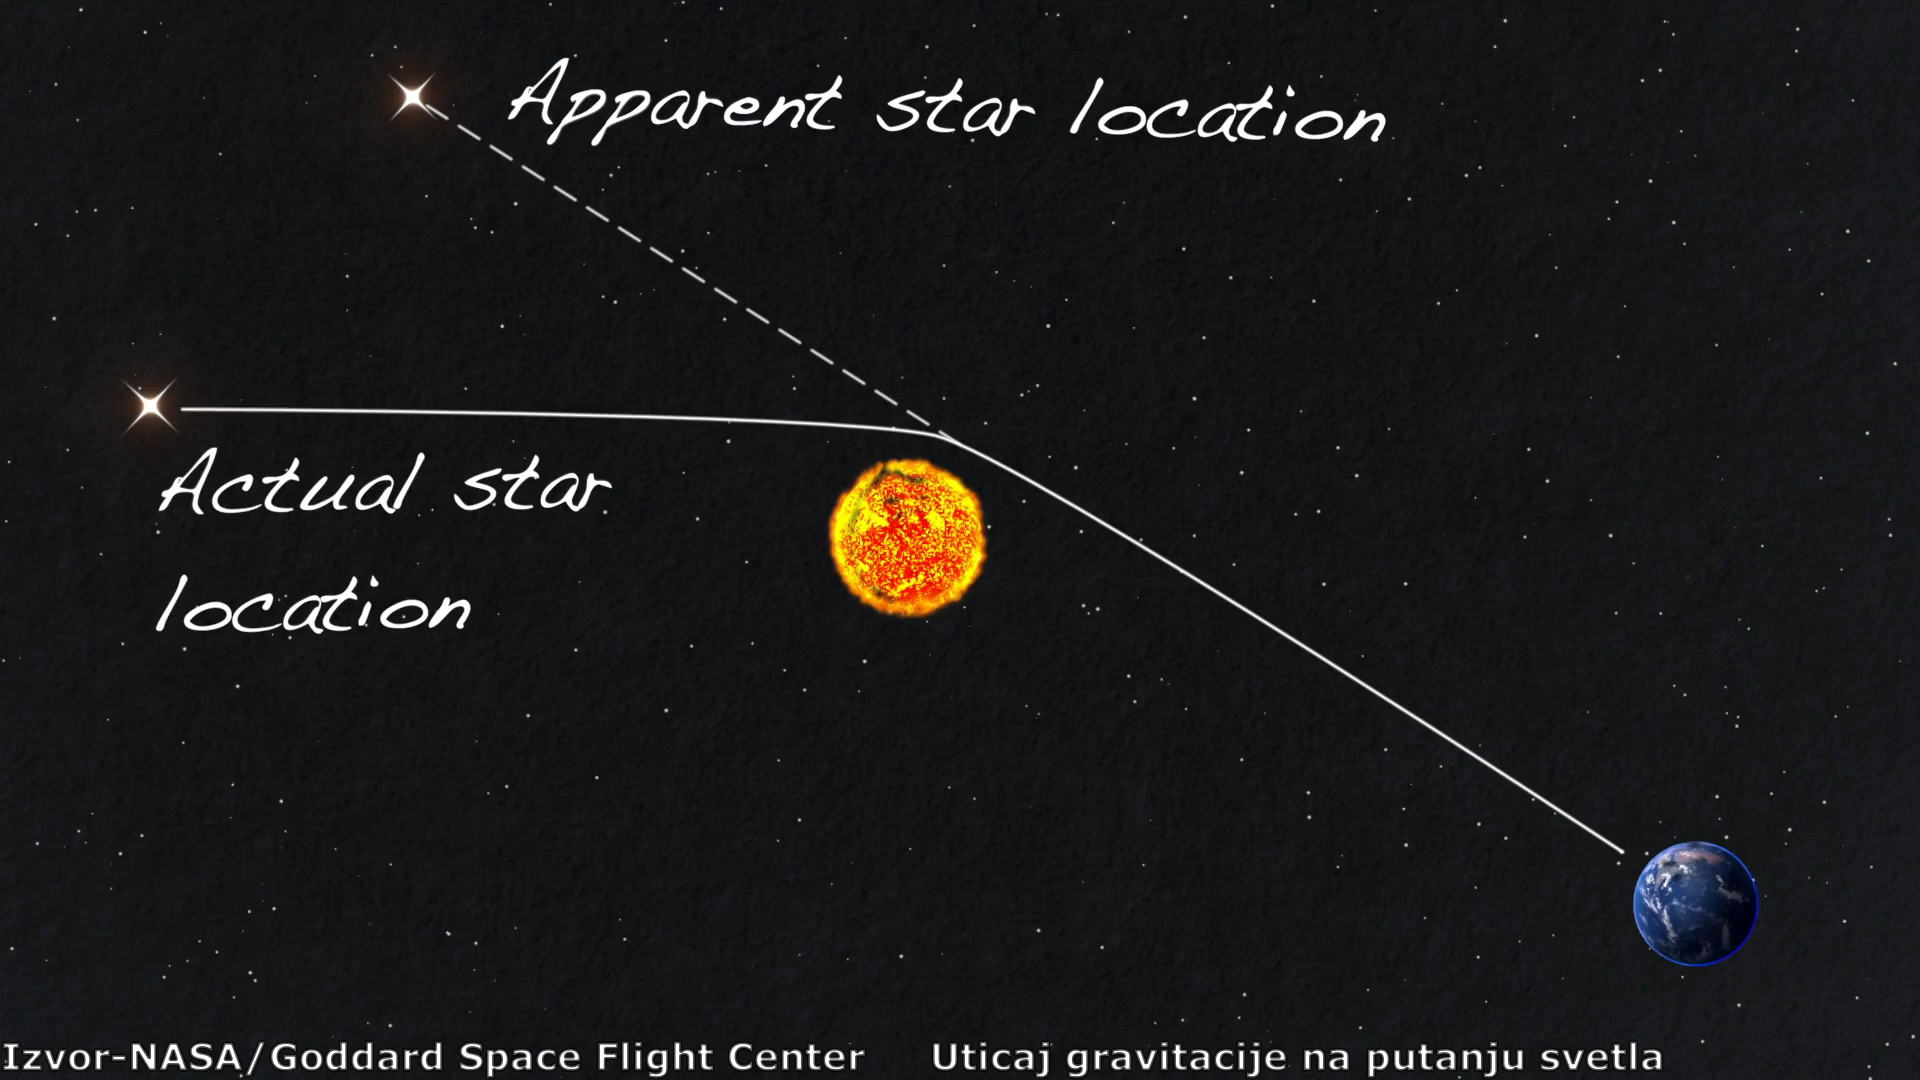 Apparent star location
Actual star
location
Izvor-NASA/Goddard Space Flight Center Uticaj gravitacije na putanju svetla